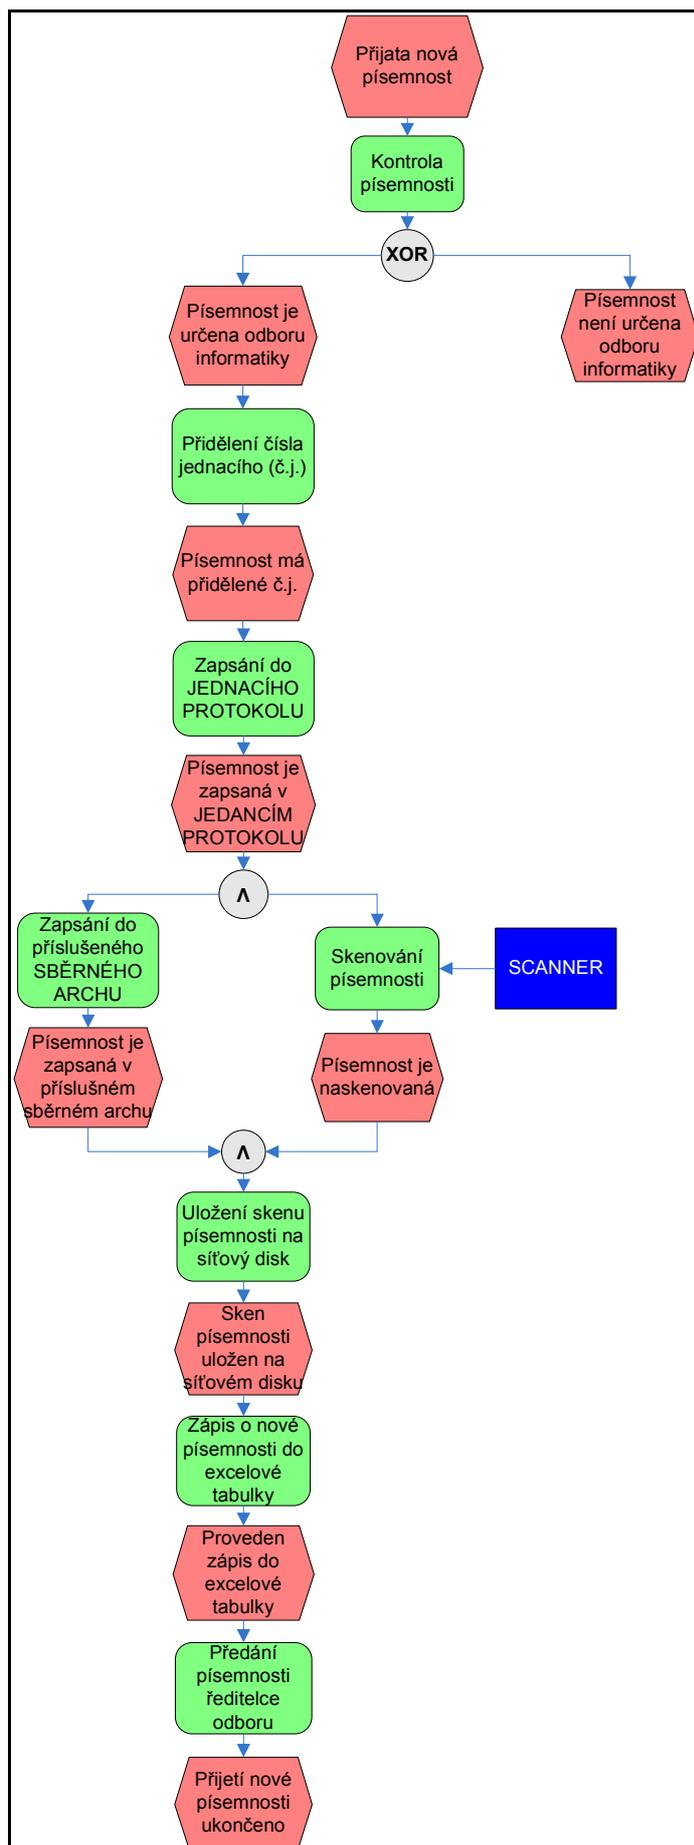 Přijata nová
písemnost
Kontrola
písemnosti
XOR
Písemnost je
určena odboru
informatiky
Písemnost
není určena
odboru
informatiky
Přidělení čísla
jednacího (č.j.)
Písemnost má
přidělené č.j.
Zapsání do
JEDNACÍHO
PROTOKOLU
Písemnost je
zapsaná v
JEDANCÍM
PROTOKOLU
Λ
Zapsání do
příslušeného
SBĚRNÉHO
ARCHU
Skenování
písemnosti
SCANNER
Písemnost je
zapsaná v
příslušném
sběrném archu
Písemnost je
naskenovaná
Λ
Uložení skenu
písemnosti na
síťový disk
Sken
písemnosti
uložen na
síťovém disku
Zápis o nové
písemnosti do
excelové
tabulky
Proveden
zápis do
excelové
tabulky
Předání
písemnosti
ředitelce
odboru
Přijetí nové
písemnosti
ukončeno